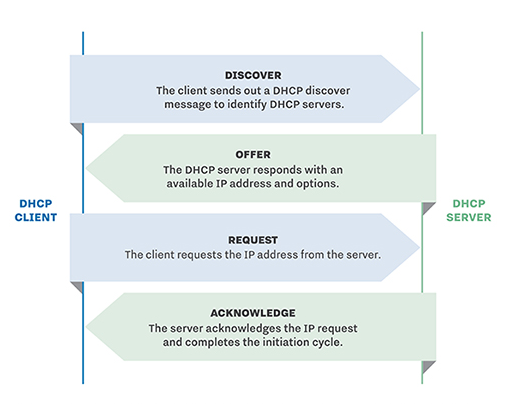 DISCOVER
The client sends out a DHCP discover
message to identify DHCP servers.
OFFER
The DHCP server responds with an
available IP address and options.
DHCP
CLIENT
DHCP
SERVER
REQUEST
The client requests the IP address from the server.
ACKNOWLEDGE
The server acknowledges the IP request
and completes the initiation cycle.